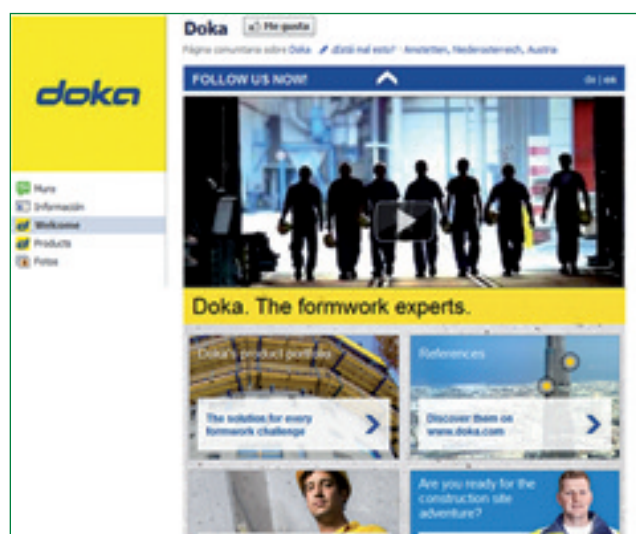 doka
Muro
Información
Welcome
Products
Fotos
Doka Me gusta
Página comunitaria sobre Doka ¿Está mal esto? · Amstetten, Niederosterreich, Austria
FOLLOW US NOW! de | en
Doka. The formwork experts.
Doka's product portfolio
The solution for every
formwork challenge
References
Discover them on
www.doka.com
Are you ready for the
construction site
adventure?